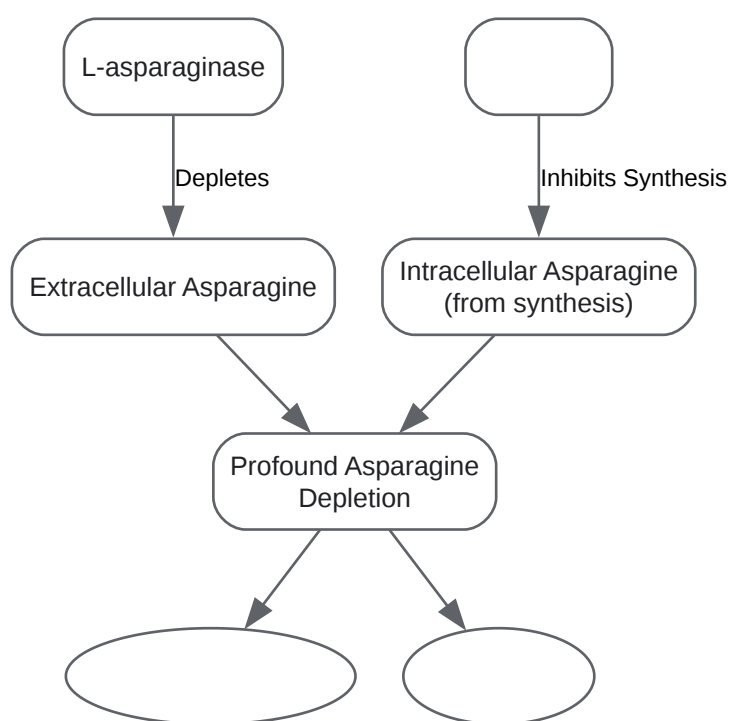 L-asparaginase
Depletes
Inhibits Synthesis
Extracellular Asparagine
Intracellular Asparagine
(from synthesis)
Profound Asparagine
Depletion